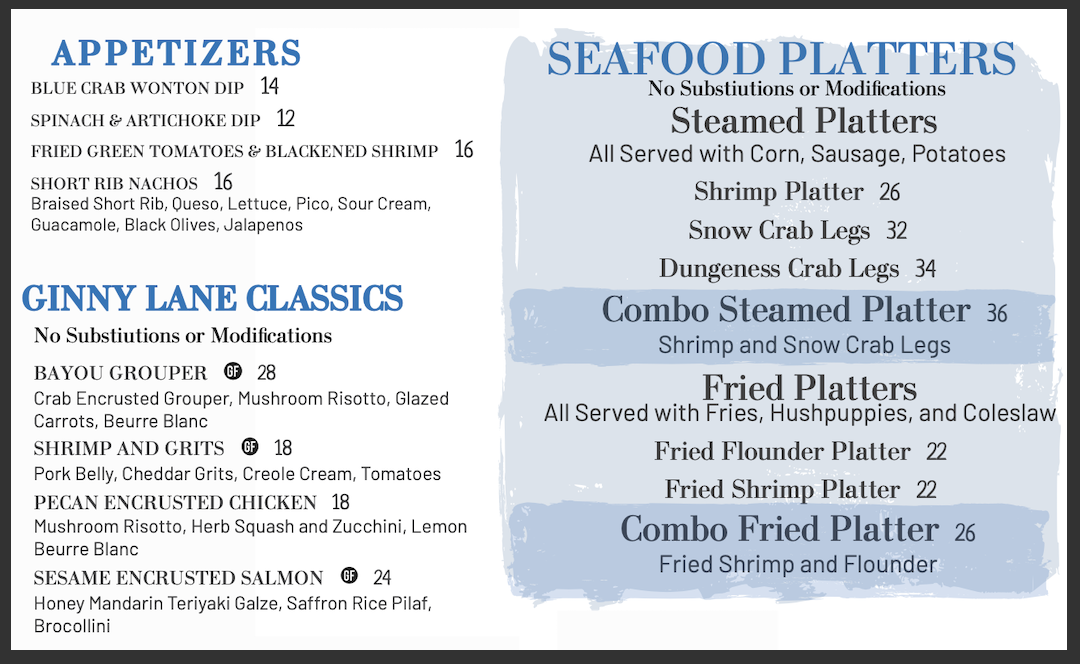 APPETIZERS
BLUE CRAB WONTON DIP 14
SPINACH & ARTICHOKE DIP 12
FRIED GREEN TOMATOES & BLACKENED SHRIMP 16
SHORT RIB NACHOS 16
Braised Short Rib, Queso, Lettuce, Pico, Sour Cream,
Guacamole, Black Olives, Jalapenos
GINNY LANE CLASSICS
No Substiutions or Modifications
BAYOU GROUPER GF 28
Crab Encrusted Grouper, Mushroom Risotto, Glazed
Carrots, Beurre Blanc
SHRIMP AND GRITS GF 18
Pork Belly, Cheddar Grits, Creole Cream, Tomatoes
PECAN ENCRUSTED CHICKEN 18
Mushroom Risotto, Herb Squash and Zucchini, Lemon
Beurre Blanc
SESAME ENCRUSTED SALMON GF 24
Honey Mandarin Teriyaki Galze, Saffron Rice Pilaf,
Brocollini
SEAFOOD PLATTERS
No Substiutions or Modifications
Steamed Platters
All Served with Corn, Sausage, Potatoes
Shrimp Platter 26
Snow Crab Legs 32
Dungeness Crab Legs 34
Combo Steamed Platter 36
Shrimp and Snow Crab Legs
Fried Platters
All Served with Fries, Hushpuppies, and Coleslaw
Fried Flounder Platter 22
Fried Shrimp Platter 22
Combo Fried Platter 26
Fried Shrimp and Flounder